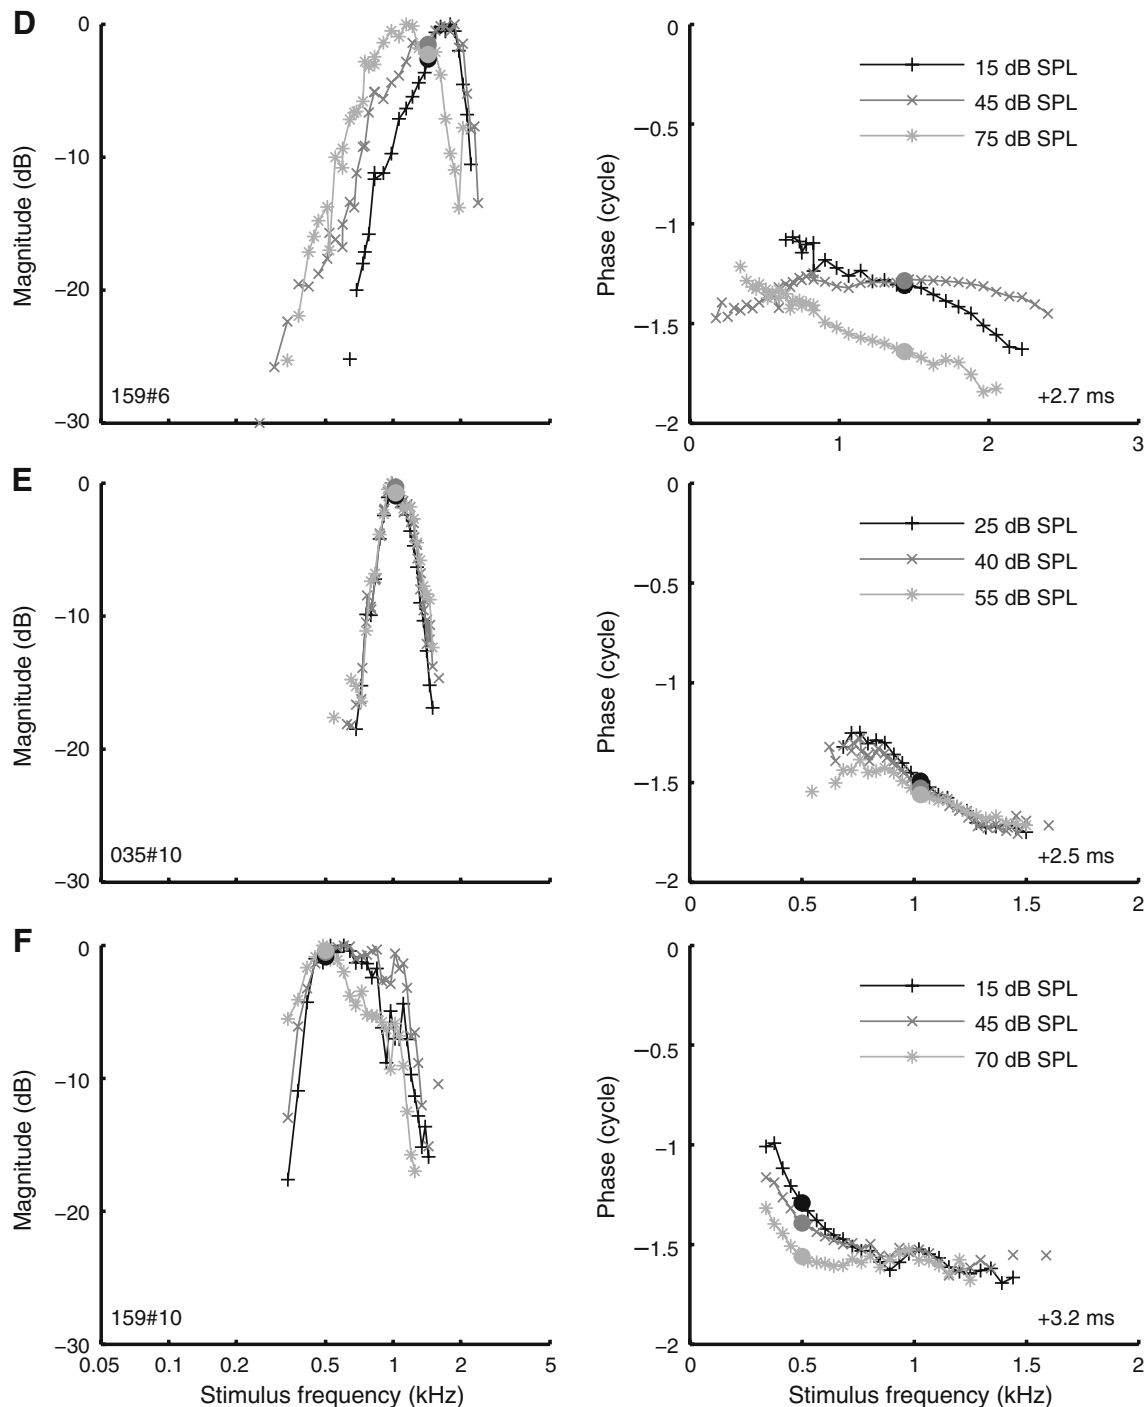 D
0
−10
−20
−30
Magnitude (dB)
159#6
0
−0.5
−1
−1.5
−2
Phase (cycle)
15 dB SPL
45 dB SPL
75 dB SPL
+2.7 ms
0 1 2 3
E
0
−10
−20
−30
Magnitude (dB)
035#10
0
−0.5
−1
−1.5
−2
Phase (cycle)
25 dB SPL
40 dB SPL
55 dB SPL
+2.5 ms
0 0.5 1 1.5 2
F
0
−10
−20
−30
Magnitude (dB)
159#10
0.05 0.1 0.2 0.5 1 2 5
Stimulus frequency (kHz)
0
−0.5
−1
−1.5
−2
Phase (cycle)
15 dB SPL
45 dB SPL
70 dB SPL
+3.2 ms
0 0.5 1 1.5 2
Stimulus frequency (kHz)